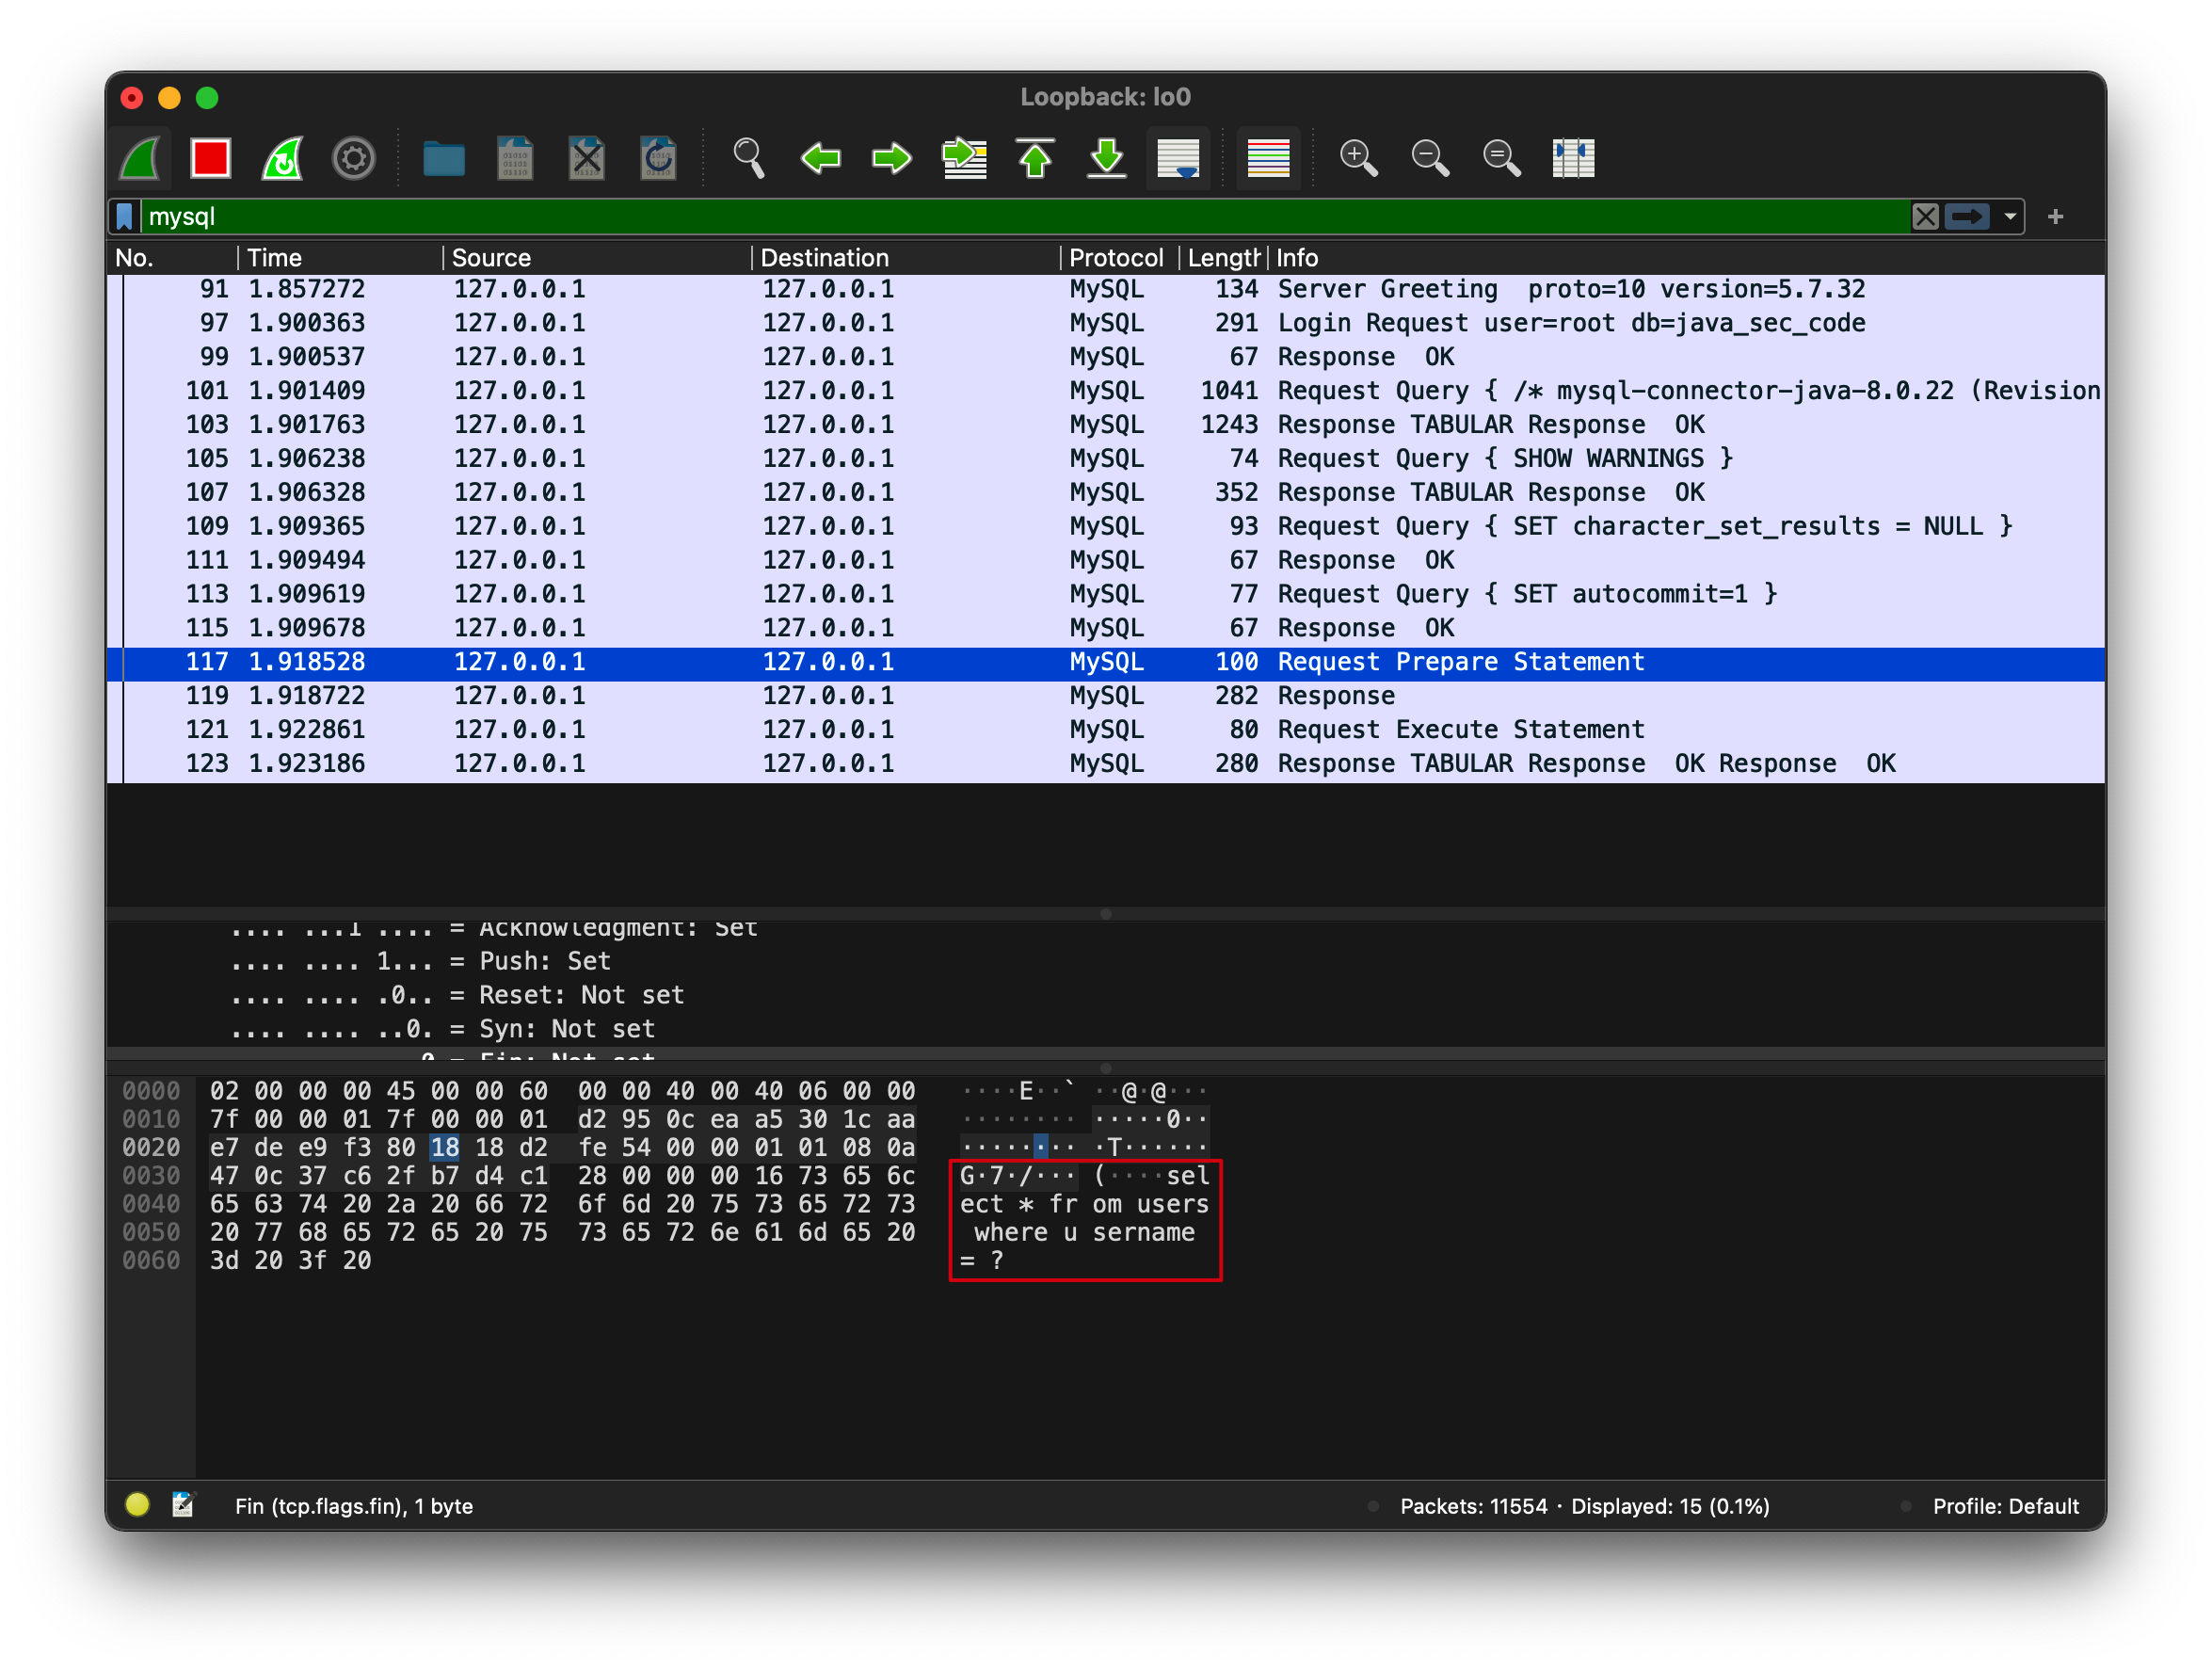 Loopback: lo0
mysql
No. Time Source Destination Protocol Lengtl Info
91 1.857272 127.0.0.1 127.0.0.1 MySQL 134 Server Greeting proto=10 version=5.7.32
97 1.900363 127.0.0.1 127.0.0.1 MySQL 291 Login Request user=root db=java_sec_code
99 1.900537 127.0.0.1 127.0.0.1 MySQL 67 Response OK
101 1.901409 127.0.0.1 127.0.0.1 MySQL 1041 Request Query { /* mysql-connector-java-8.0.22 (Revision
103 1.901763 127.0.0.1 127.0.0.1 MySQL 1243 Response TABULAR Response OK
105 1.906238 127.0.0.1 127.0.0.1 MySQL 74 Request Query { SHOW WARNINGS }
107 1.906328 127.0.0.1 127.0.0.1 MySQL 352 Response TABULAR Response OK
109 1.909365 127.0.0.1 127.0.0.1 MySQL 93 Request Query { SET character_set_results = NULL }
111 1.909494 127.0.0.1 127.0.0.1 MySQL 67 Response OK
113 1.909619 127.0.0.1 127.0.0.1 MySQL 77 Request Query { SET autocommit=1 }
115 1.909678 127.0.0.1 127.0.0.1 MySQL 67 Response OK
117 1.918528 127.0.0.1 127.0.0.1 MySQL 100 Request Prepare Statement
119 1.918722 127.0.0.1 127.0.0.1 MySQL 282 Response
121 1.922861 127.0.0.1 127.0.0.1 MySQL 80 Request Execute Statement
123 1.923186 127.0.0.1 127.0.0.1 MySQL 280 Response TABULAR Response OK Response OK
.... ...1 .... = Acknowledgment: Set
.... .... 1... = Push: Set
.... .... .0.. = Reset: Not set
.... .... ..0. = Syn: Not set
0 = Fin: Not set
0000 02 00 00 00 45 00 00 60 00 00 40 00 40 06 00 00 ····E··` ··@·@···
0010 7f 00 00 01 7f 00 00 01 d2 95 0c ea a5 30 1c aa ········ ·····0··
0020 e7 de e9 f3 80 18 18 d2 fe 54 00 00 01 01 08 0a ········ ·T······
0030 47 0c 37 c6 2f b7 d4 c1 28 00 00 00 16 73 65 6c G·7·/··· (····sel
0040 65 63 74 20 2a 20 66 72 6f 6d 20 75 73 65 72 73 ect * fr om users
0050 20 77 68 65 72 65 20 75 73 65 72 6e 61 6d 65 20 where u sername
0060 3d 20 3f 20 = ?
Fin (tcp.flags.fin), 1 byte Packets: 11554 · Displayed: 15 (0.1%) Profile: Default